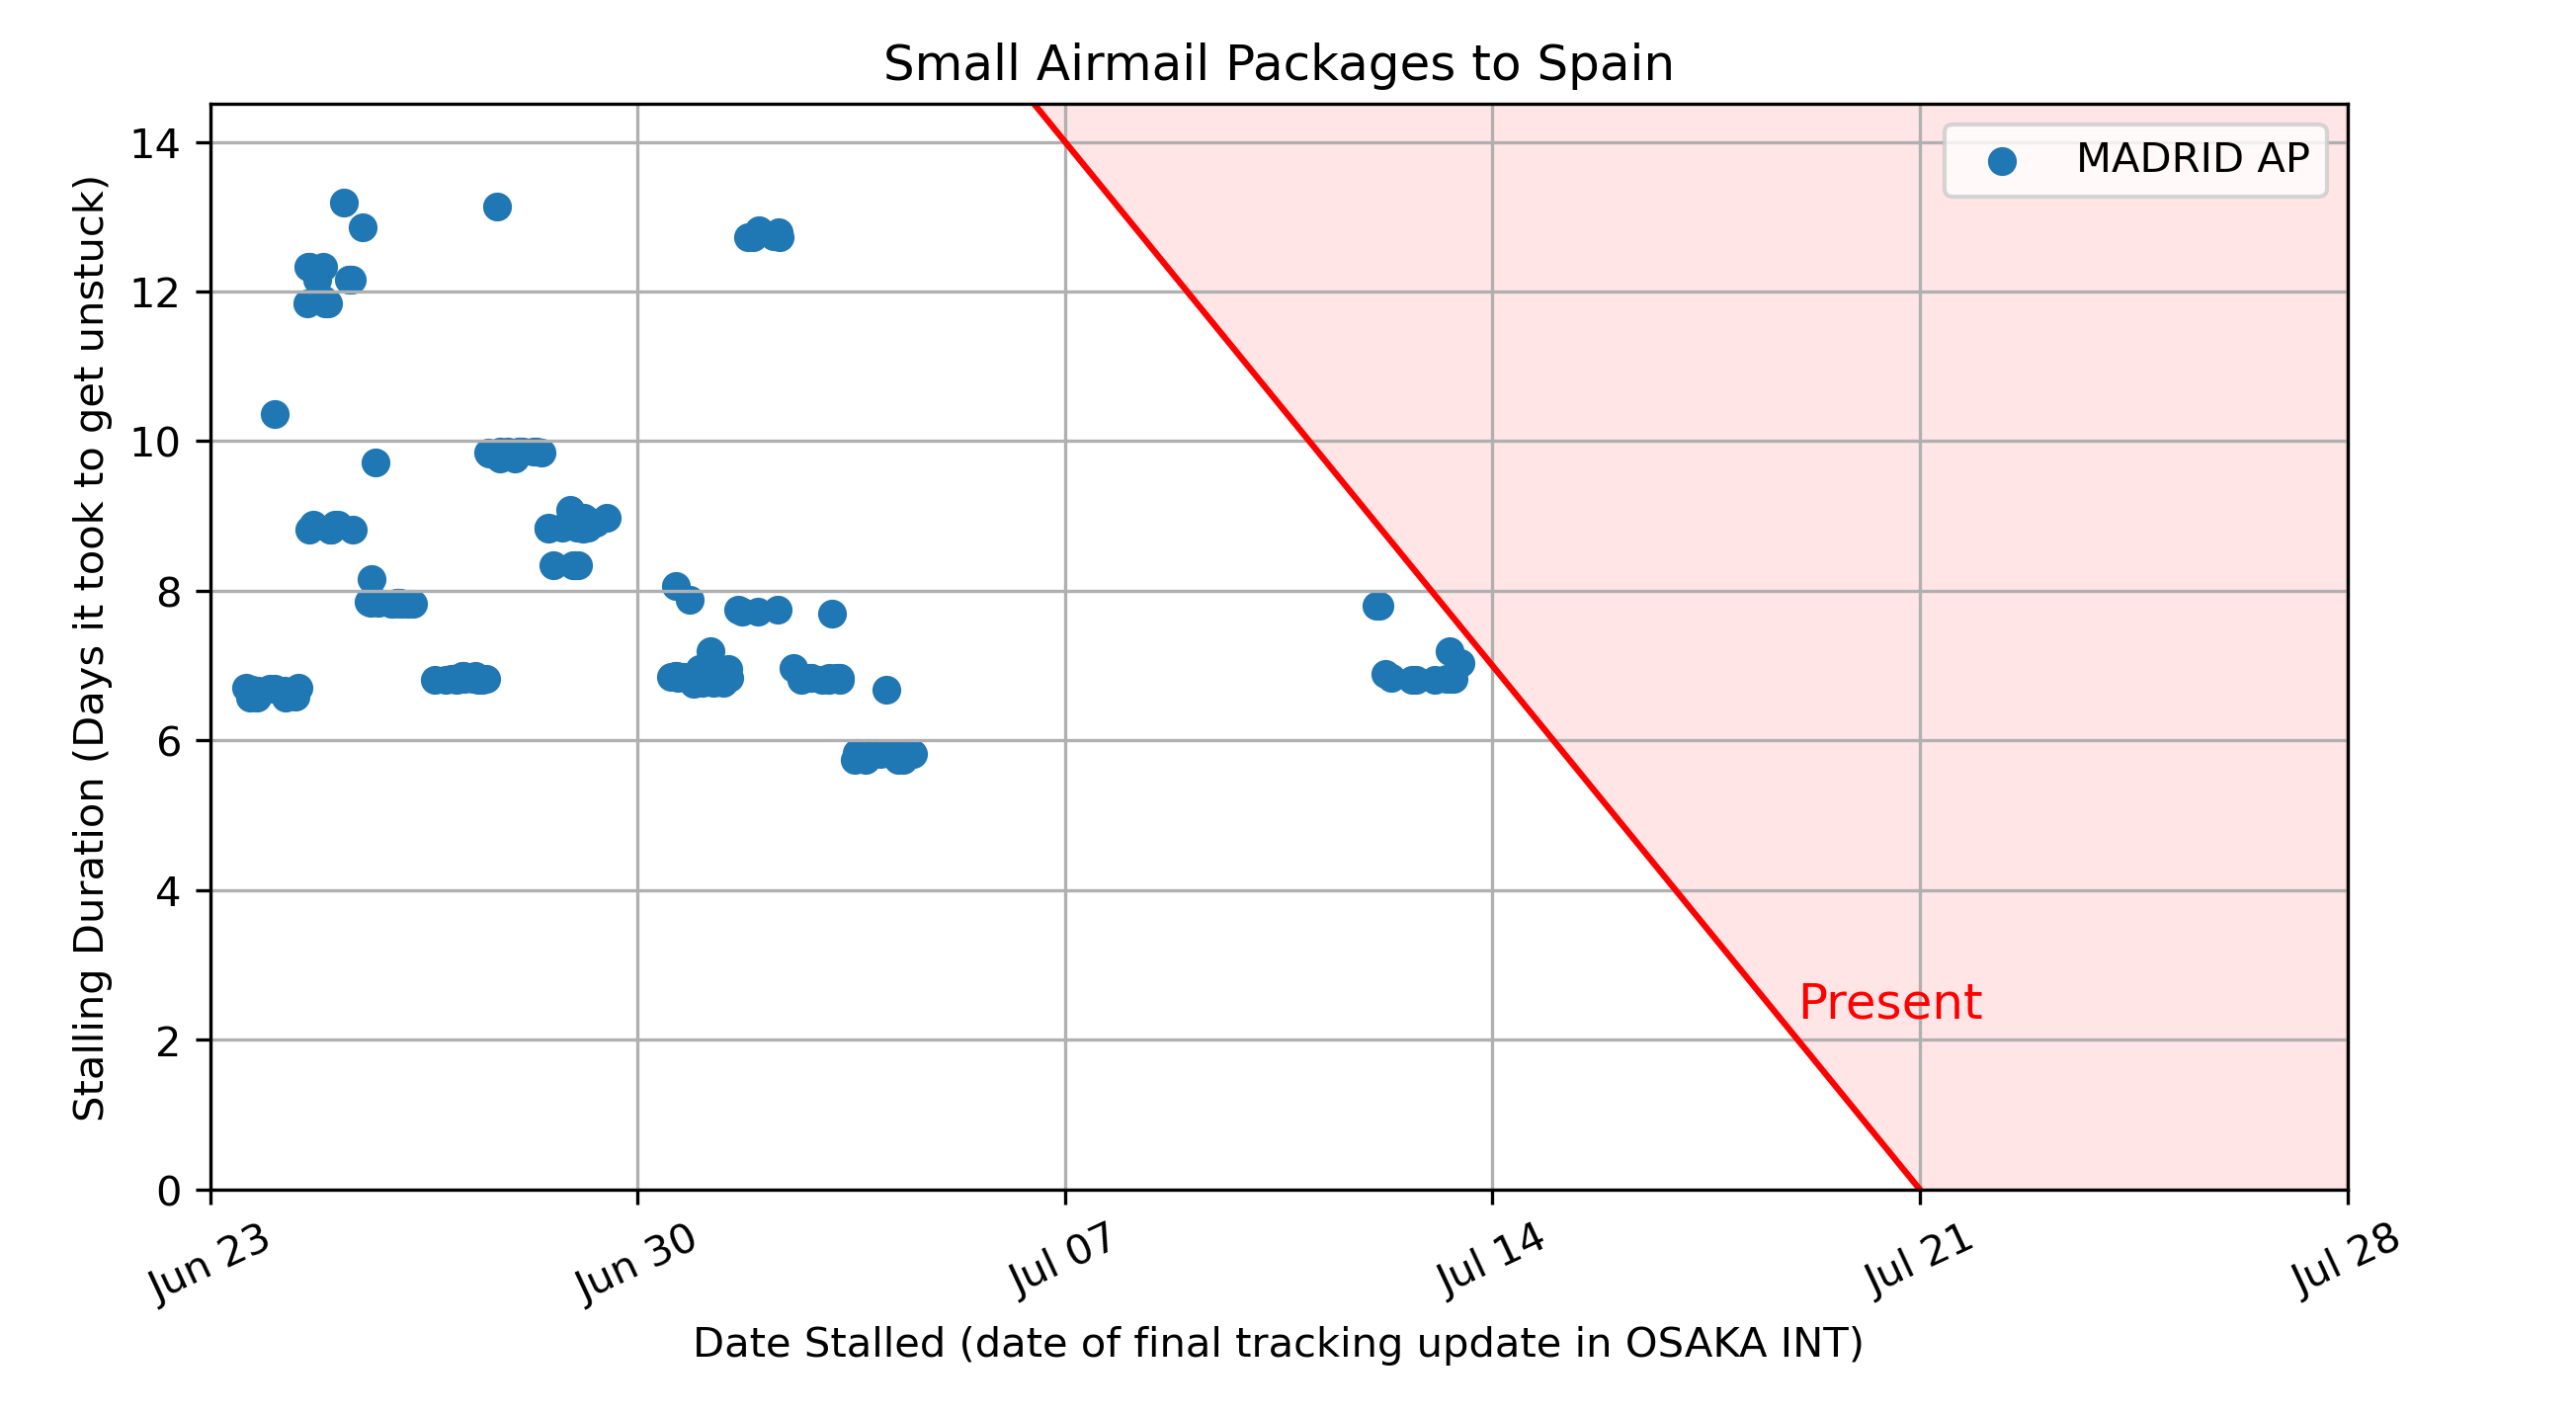 Small Airmail Packages to Spain
MADRID AP
Stalling Duration (Days it took to get unstuck)
14
12
10
8
6
4
2
0
Present
Jun 23
Jun 30
Jul 07
Jul 14
Jul 21
Jul 28
Date Stalled (date of final tracking update in OSAKA INT)